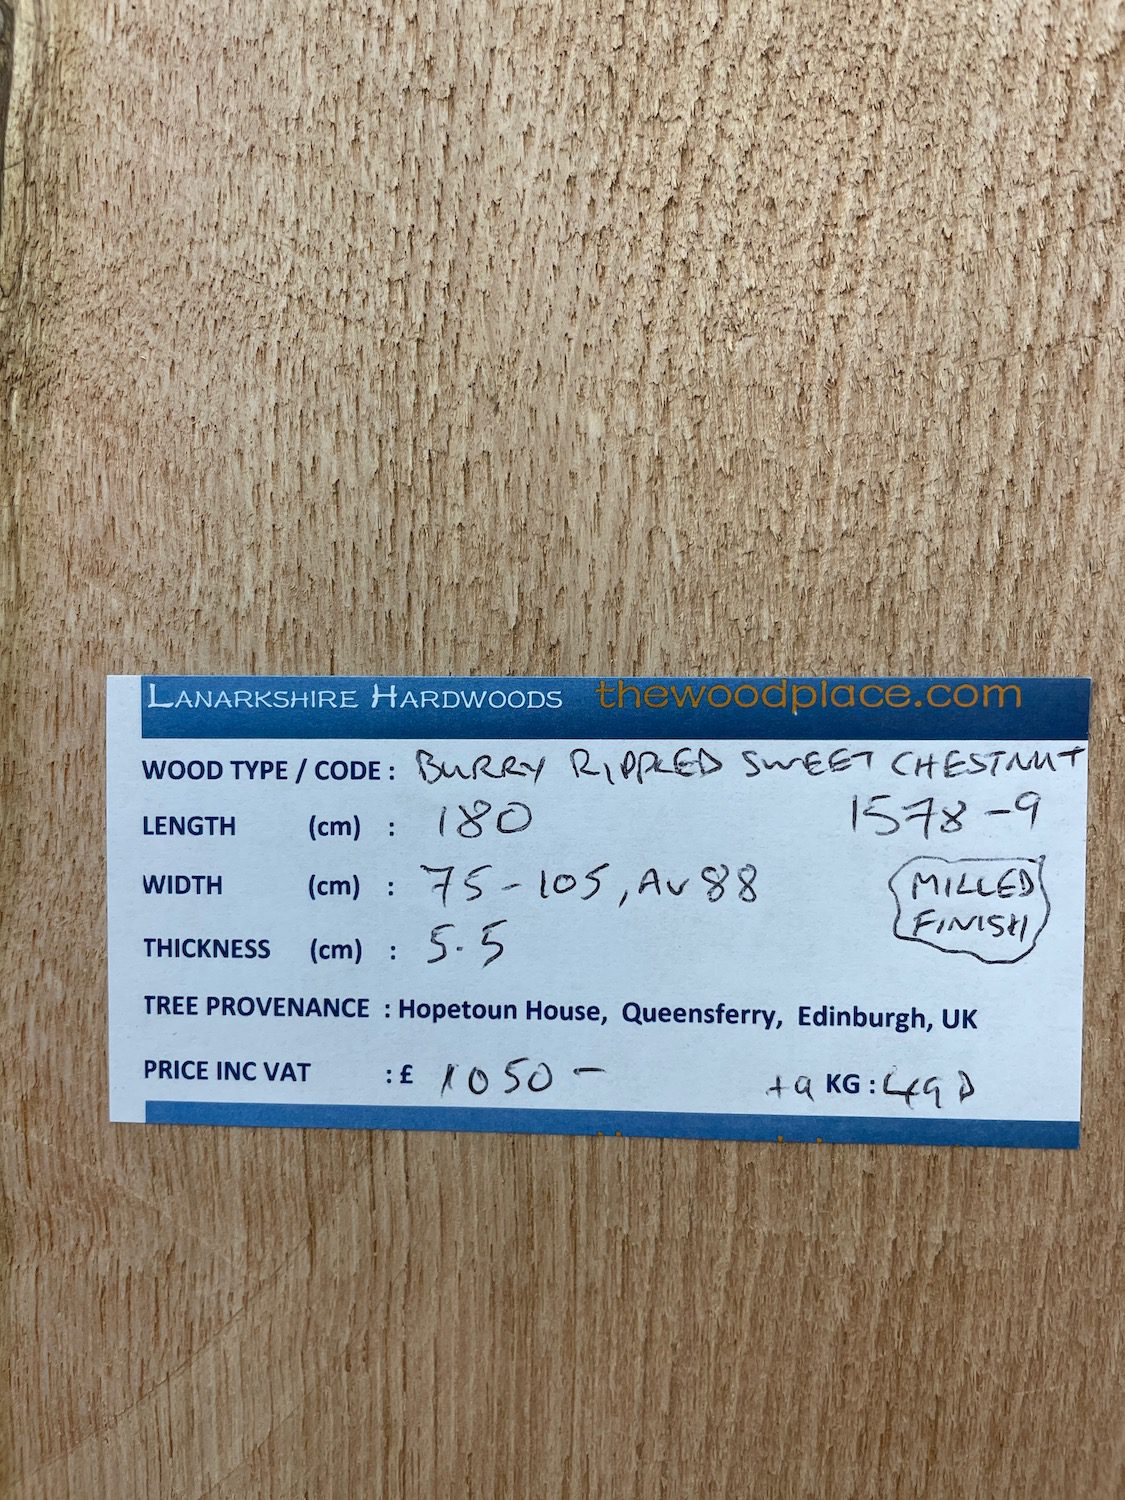 LANARKSHIRE HARDWOODS thewoodplace.com
WOOD TYPE / CODE : BURRY RIPPLED SWEET CHESTNUT
LENGTH (cm) : 180 1578-9
WIDTH (cm) : 75-105, Av 88 MILLED
FINISH
THICKNESS (cm) : 5.5
TREE PROVENANCE : Hopetoun House, Queensferry, Edinburgh, UK
PRICE INC VAT : £ 1050 - KG :